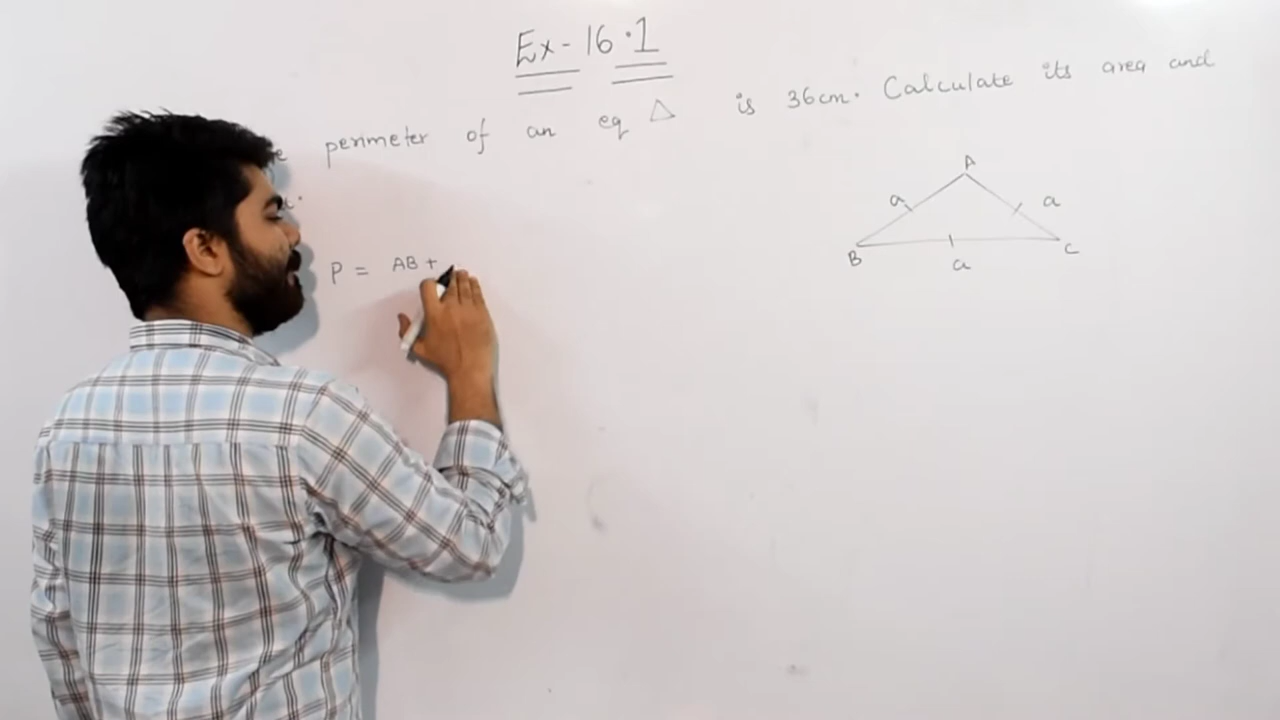 Ex-16.1
perimeter of an eq △ is 36cm. Calculate its area and
A
a a
B C
a
P = AB +